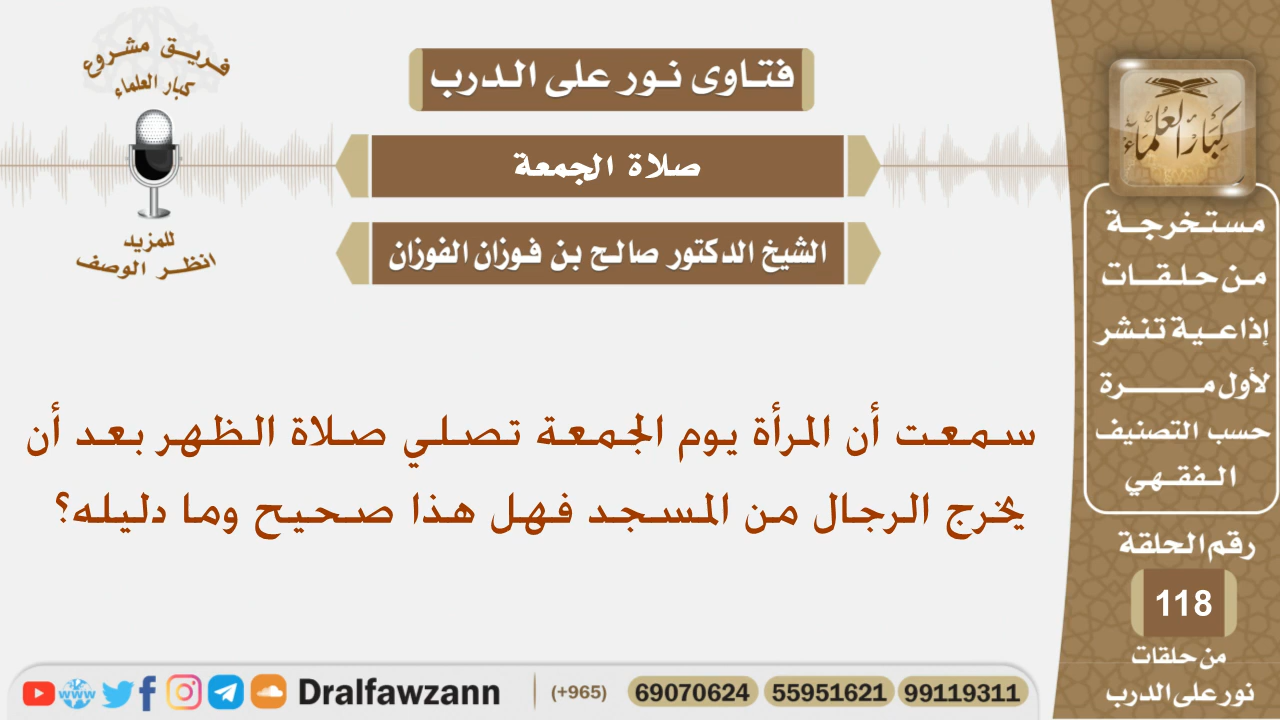 فريق مشروع
كبار العلماء
للمزيد
انظر الوصف
فتاوى نور على الدرب
صلاة الجمعة
الشيخ الدكتور صالح بن فوزان الفوزان
سمعت أن المرأة يوم الجمعة تصلي صلاة الظهر بعد أن
يخرج الرجال من المسجد فهل هذا صحيح وما دليله؟
كبار العلماء
مستخرجة
من حلقات
إذاعية تنشر
لأول مرة
حسب التصنيف
الفقهي
رقم الحلقة
118
من حلقات
نور على الدرب
www
Dralfawzann
(+965)
69070624
55951621
99119311